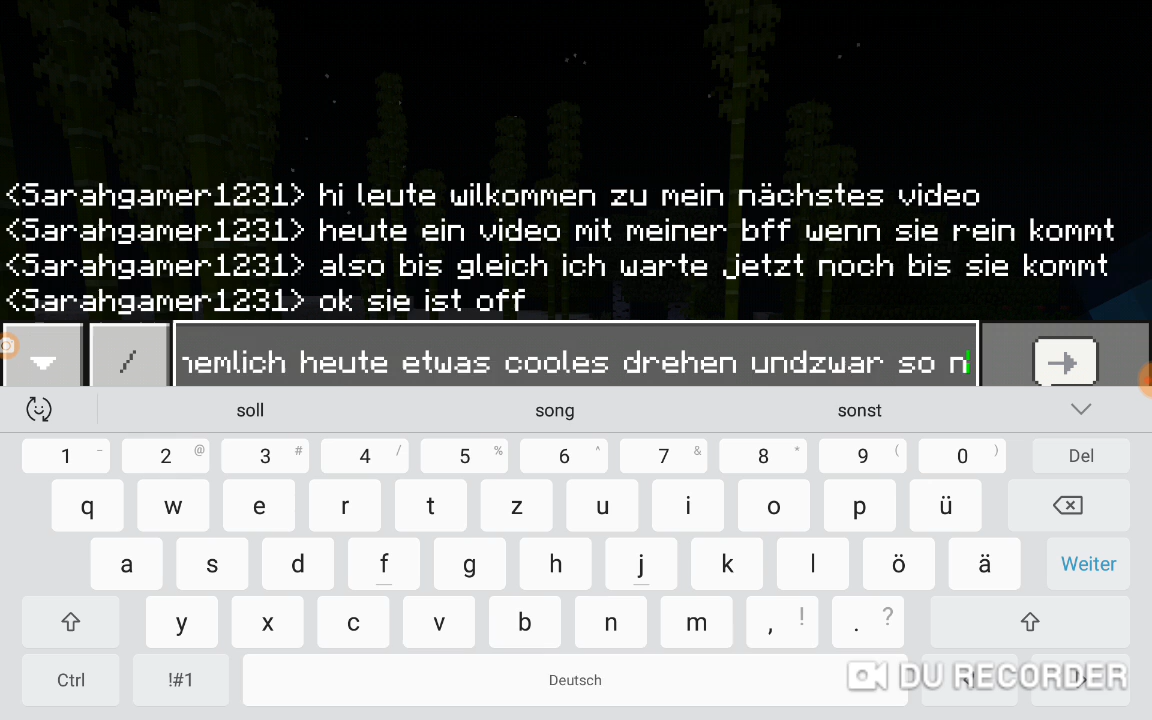 <Sarahgamer1231> hi leute wilkommen zu mein nächstes video
<Sarahgamer1231> heute ein video mit meiner bff wenn sie rein kommt
<Sarahgamer1231> also bis gleich ich warte jetzt noch bis sie kommt
<Sarahgamer1231> ok sie ist off
/ nemlich heute etwas cooles drehen undzwar so n
soll song sonst
1 - 2 @ 3 # 4 / 5 % 6 ^ 7 & 8 * 9 ( 0 ) Del
q w e r t z u i o p ü
a s d f g h j k l ö ä Weiter
y x c v b n m , ! . ?
Ctrl !#1 Deutsch
DU RECORDER